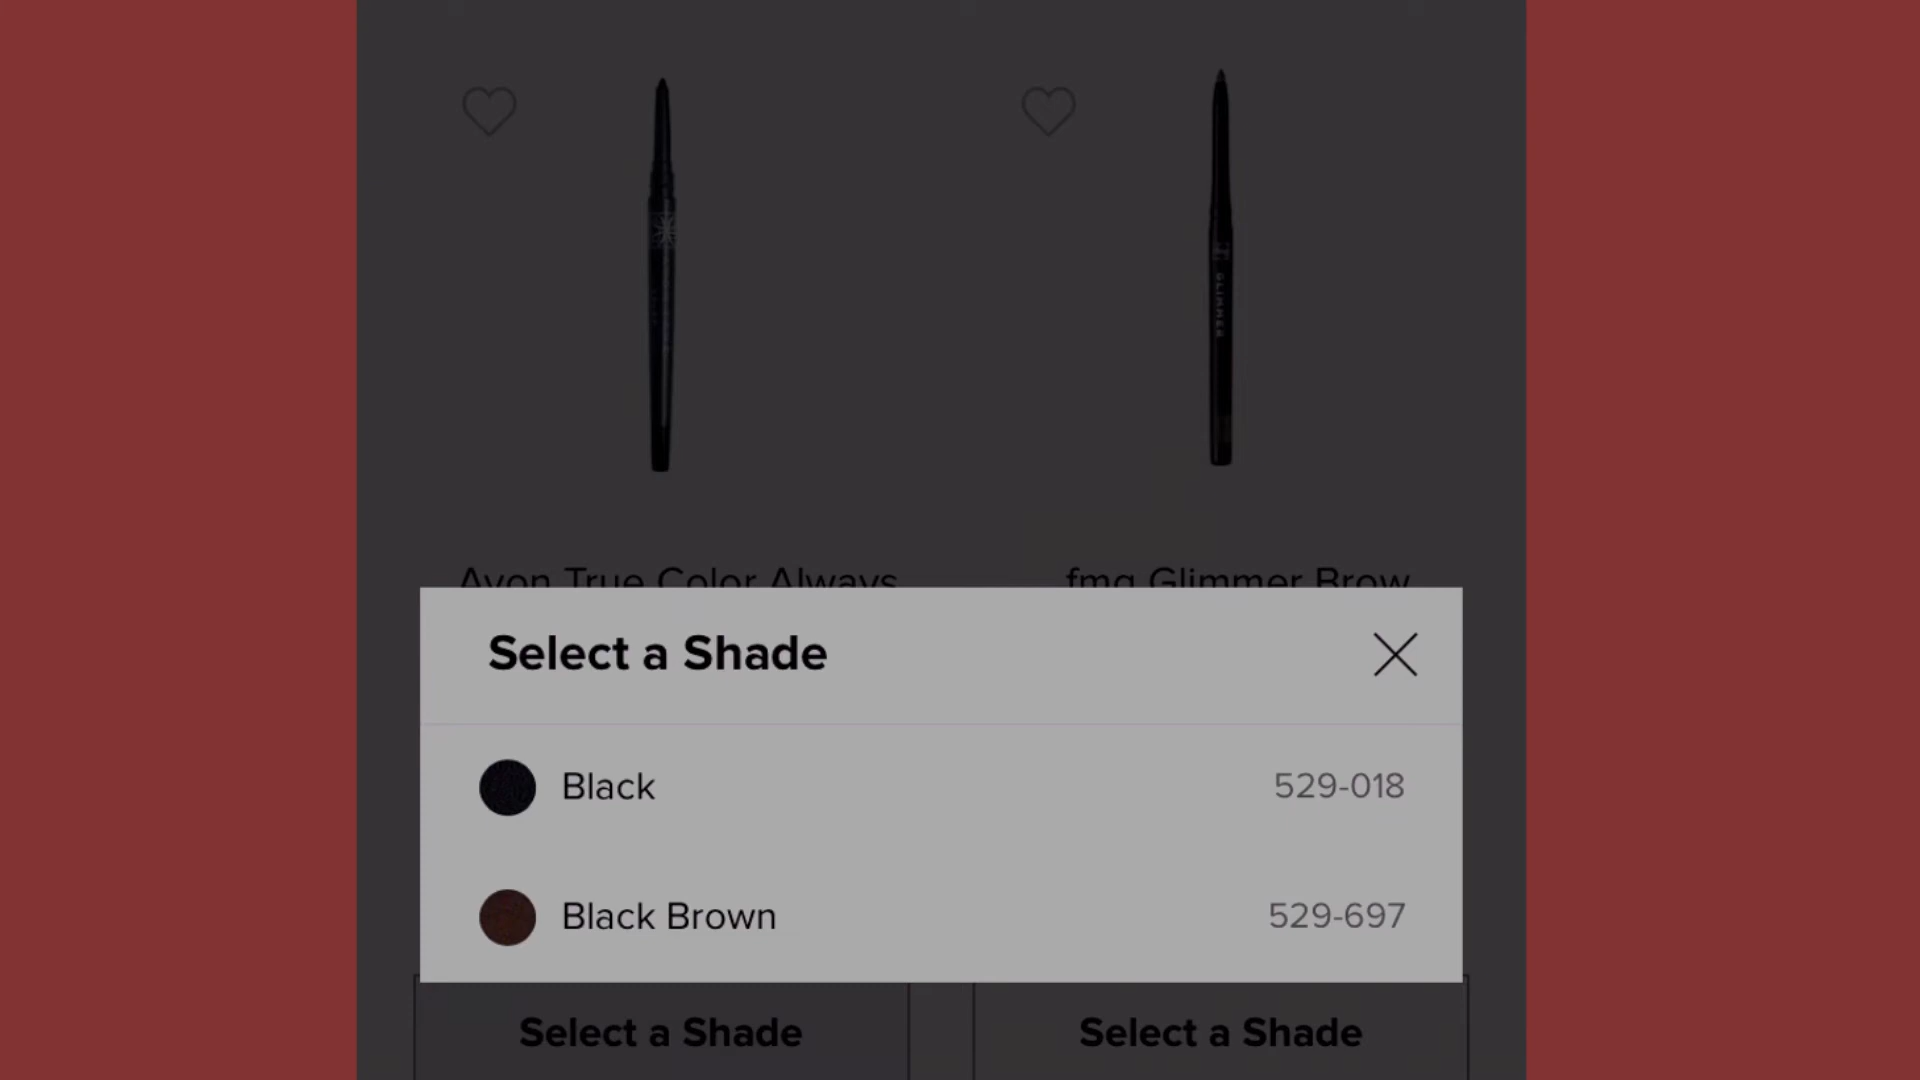 GLIMMER
Avon True Color Always
fmg Glimmer Brow
Select a Shade
Black 529-018
Black Brown 529-697
Select a Shade Select a Shade